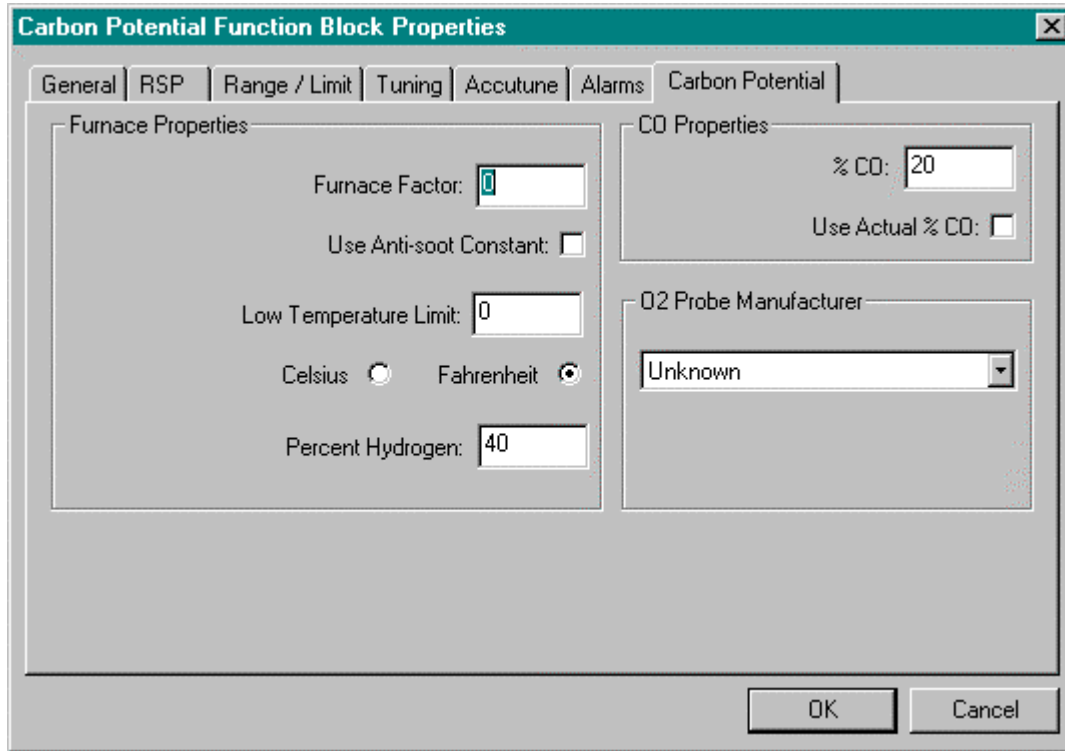 Carbon Potential Function Block Properties
General RSP Range / Limit Tuning Accutune Alarms Carbon Potential
Furnace Properties
Furnace Factor: 0
Use Anti-soot Constant:
Low Temperature Limit: 0
Celsius Fahrenheit
Percent Hydrogen: 40
CO Properties
% CO: 20
Use Actual % CO:
O2 Probe Manufacturer
Unknown
OK Cancel